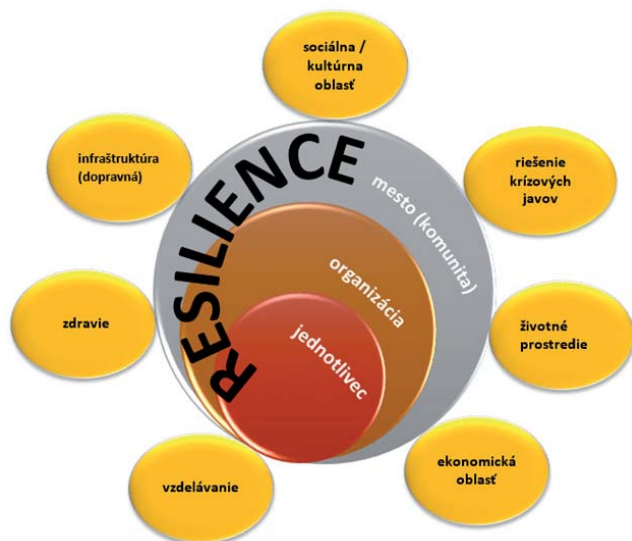 sociálna /
kultúrna
oblasť
infraštruktúra
(dopravná)
riešenie
krízových
javov
RESILIENCE
mesto (komunita)
organizácia
jednotlivec
zdravie
životné
prostredie
vzdelávanie
ekonomická
oblasť